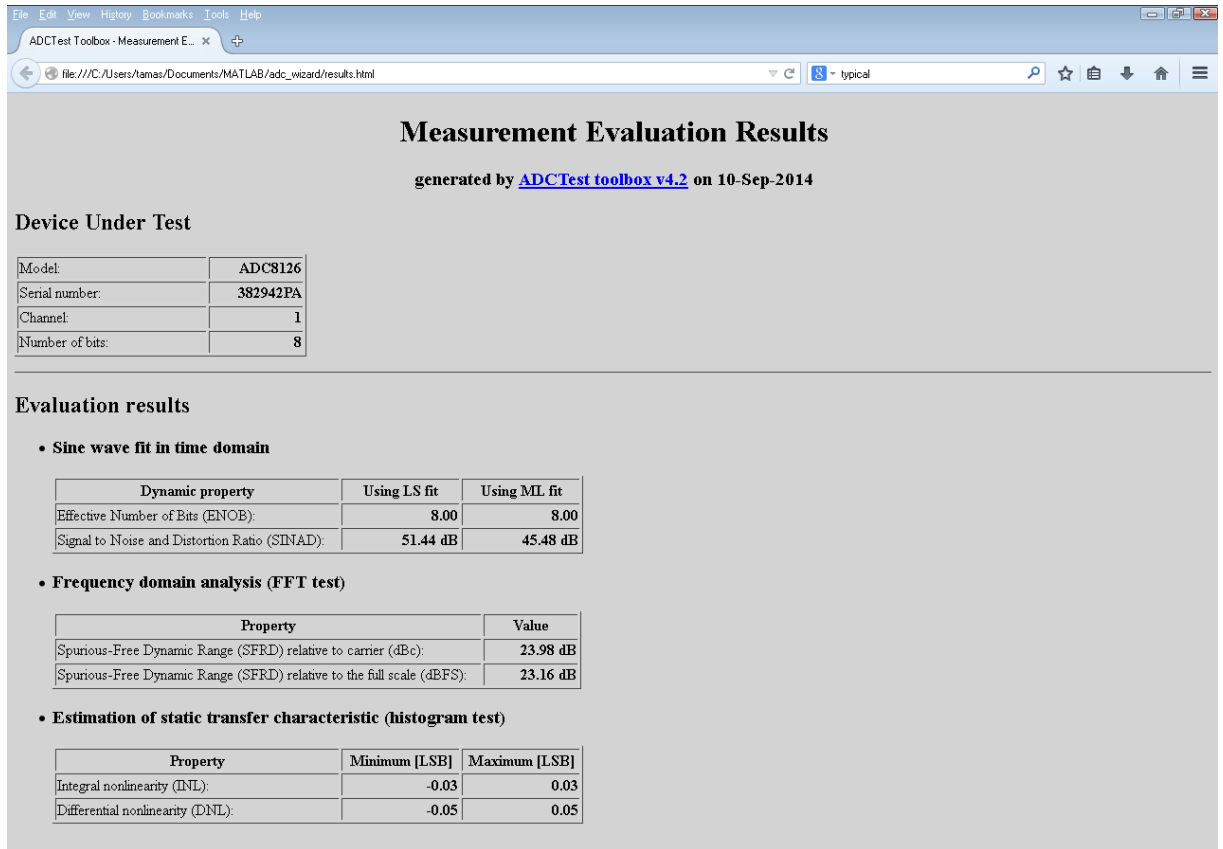 File Edit View History Bookmarks Tools Help
ADCTest Toolbox - Measurement E...
file:///C:/Users/tamas/Documents/MATLAB/adc_wizard/results.html
8 typical
Measurement Evaluation Results
generated by ADCTest toolbox v4.2 on 10-Sep-2014
Device Under Test
Model: ADC8126
Serial number: 382942PA
Channel: 1
Number of bits: 8
Evaluation results
• Sine wave fit in time domain
Dynamic property Using LS fit Using ML fit
Effective Number of Bits (ENOB): 8.00 8.00
Signal to Noise and Distortion Ratio (SINAD): 51.44 dB 45.48 dB
• Frequency domain analysis (FFT test)
Property Value
Spurious-Free Dynamic Range (SFRD) relative to carrier (dBc): 23.98 dB
Spurious-Free Dynamic Range (SFRD) relative to the full scale (dBFS): 23.16 dB
• Estimation of static transfer characteristic (histogram test)
Property Minimum [LSB] Maximum [LSB]
Integral nonlinearity (INL): -0.03 0.03
Differential nonlinearity (DNL): -0.05 0.05